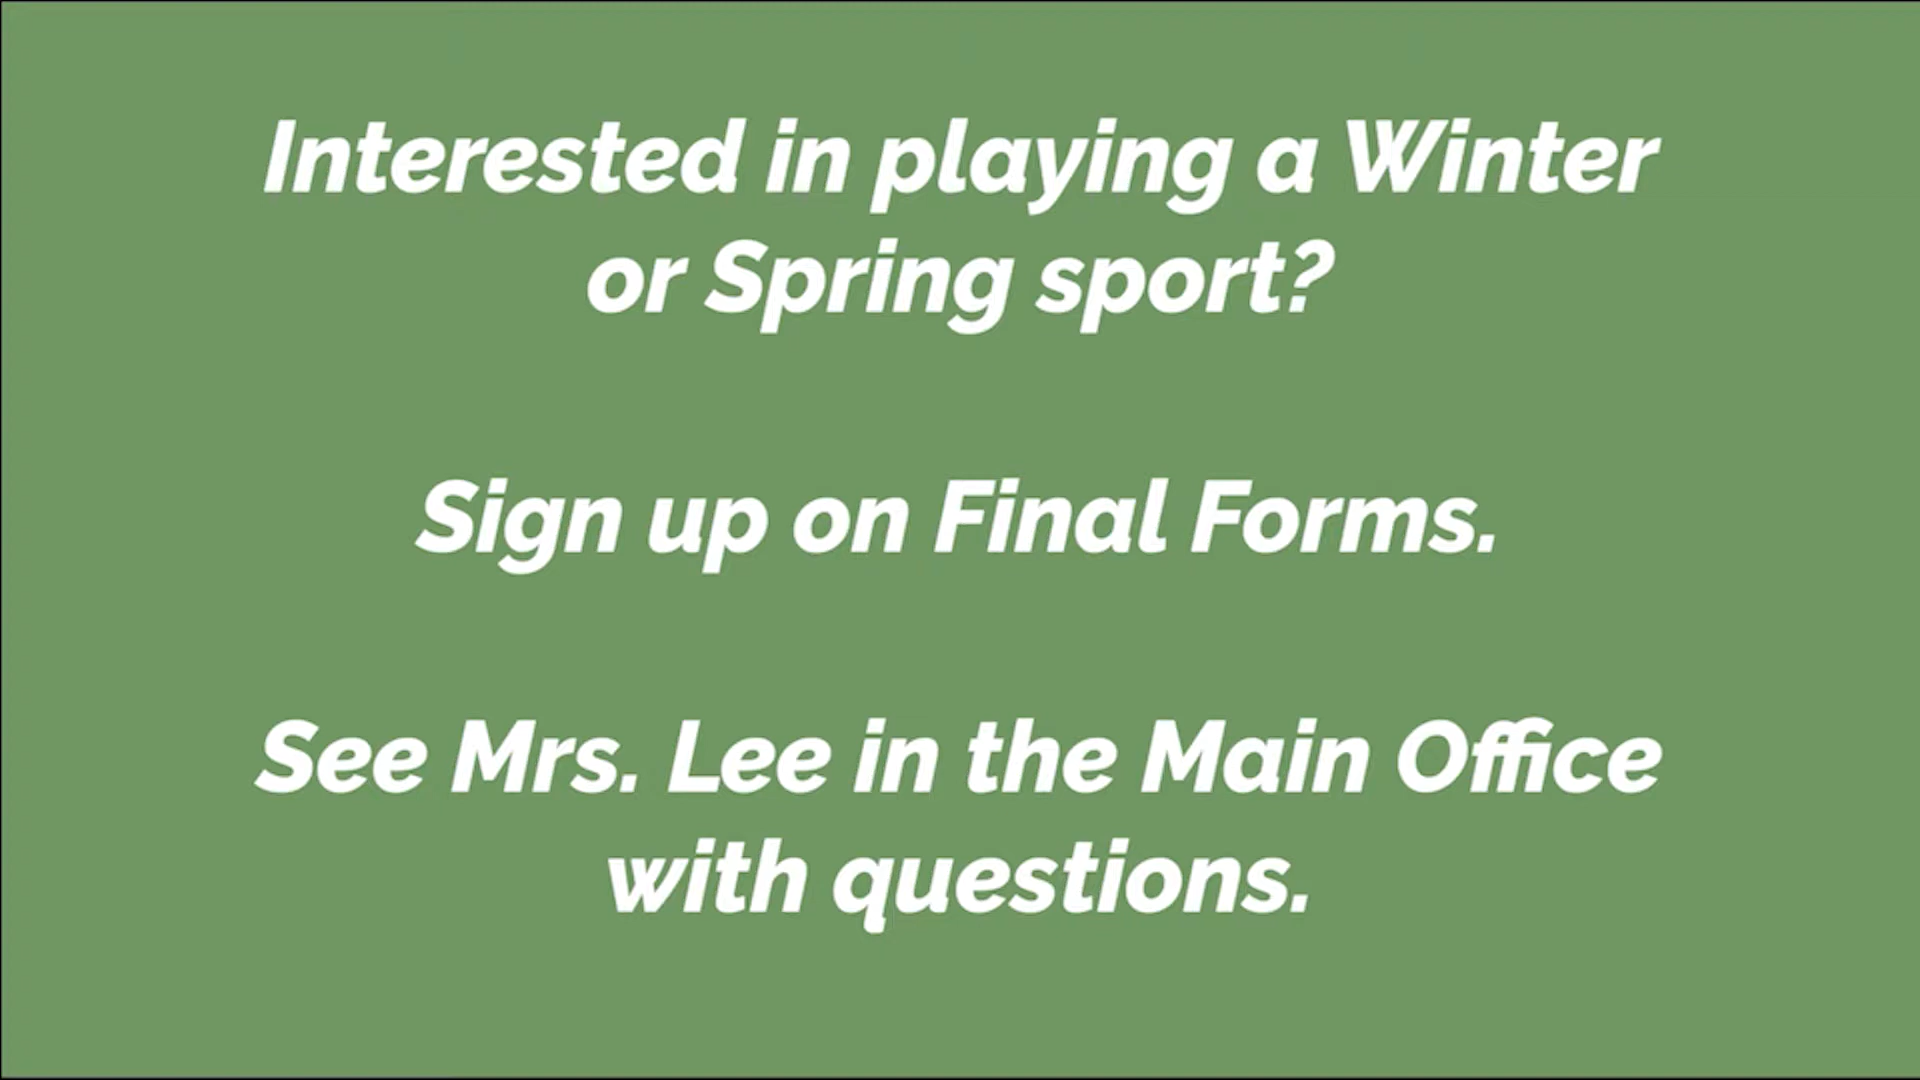 Interested in playing a Winter
or Spring sport?
Sign up on Final Forms.
See Mrs. Lee in the Main Office
with questions.